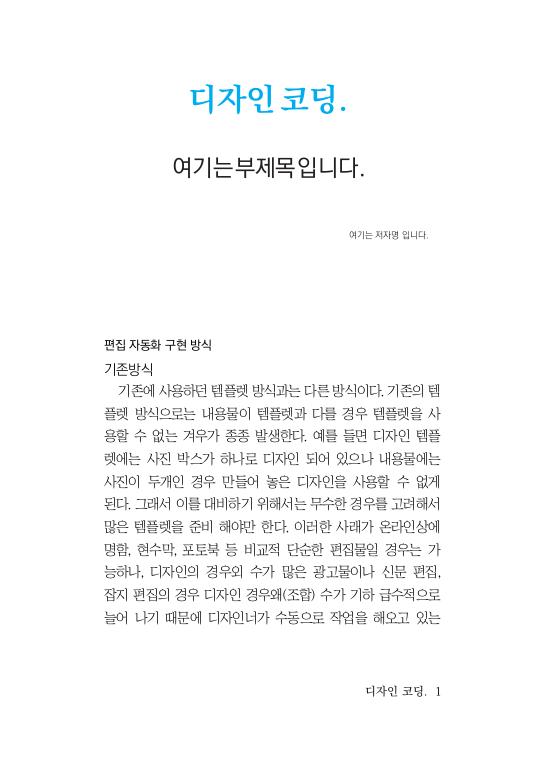 디자인 코딩.
여기는부제목입니다.
여기는 저자명 입니다.
편집 자동화 구현 방식
기존방식
기존에 사용하던 템플렛 방식과는 다른 방식이다. 기존의 템
플렛 방식으로는 내용물이 템플렛과 다를 경우 템플렛을 사
용할 수 없는 겨우가 종종 발생한다. 예를 들면 디자인 템플
렛에는 사진 박스가 하나로 디자인 되어 있으나 내용물에는
사진이 두개인 경우 만들어 놓은 디자인을 사용할 수 없게
된다. 그래서 이를 대비하기 위해서는 무수한 경우를 고려해서
많은 템플렛을 준비 해야만 한다. 이러한 사래가 온라인상에
명함, 현수막, 포토북 등 비교적 단순한 편집물일 경우는 가
능하나, 디자인의 경우외 수가 많은 광고물이나 신문 편집,
잡지 편집의 경우 디자인 경우왜(조합) 수가 기하 급수적으로
늘어 나기 때문에 디자인너가 수동으로 작업을 해오고 있는
디자인 코딩. 1